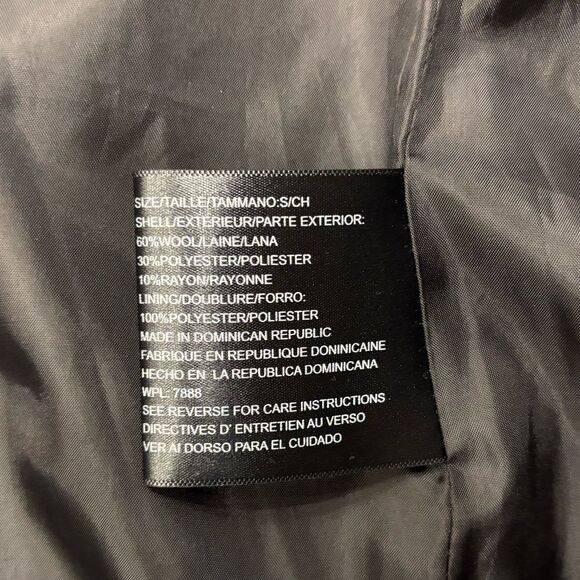 SIZE/TAILLE/TAMMANO:S/CH
SHELL/EXTERIEUR/PARTE EXTERIOR:
60%WOOL/LAINE/LANA
30%POLYESTER/POLIESTER
10%RAYON/RAYONNE
LINING/DOUBLURE/FORRO:
100%POLYESTER/POLIESTER
MADE IN DOMINICAN REPUBLIC
FABRIQUE EN REPUBLIQUE DONINICAINE
HECHO EN LA REPUBLICA DOMINICANA
WPL: 7888
SEE REVERSE FOR CARE INSTRUCTIONS
DIRECTIVES D' ENTRETIEN AU VERSO
VER AI DORSO PARA EL CUIDADO